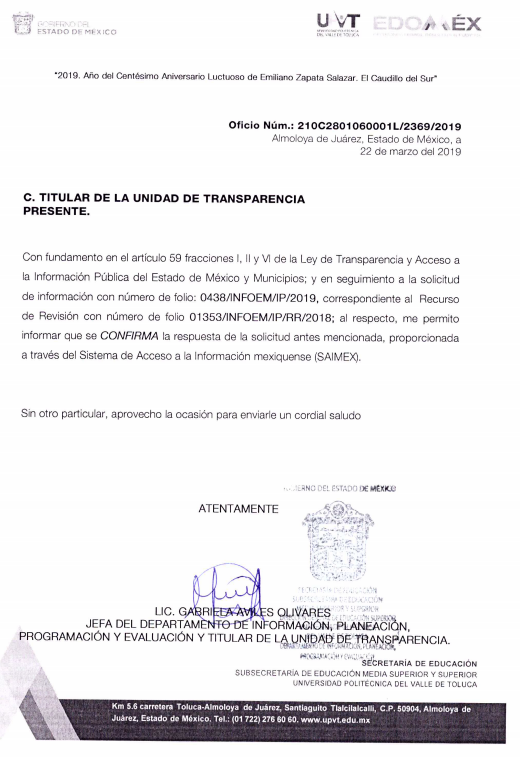 GOBIERNO DEL
ESTADO DE MÉXICO
UVT
EDOMÉX
"2019. Año del Centésimo Aniversario Luctuoso de Emiliano Zapata Salazar. El Caudillo del Sur"
Oficio Núm.: 210C2801060001L/2369/2019
Almoloya de Juárez, Estado de México, a
22 de marzo del 2019
C. TITULAR DE LA UNIDAD DE TRANSPARENCIA
PRESENTE.
Con fundamento en el artículo 59 fracciones I, II y VI de la Ley de Transparencia y Acceso a
la Información Pública del Estado de México y Municipios; y en seguimiento a la solicitud
de información con número de folio: 0438/INFOEM/IP/2019, correspondiente al Recurso
de Revisión con número de folio 01353/INFOEM/IP/RR/2018; al respecto, me permito
informar que se CONFIRMA la respuesta de la solicitud antes mencionada, proporcionada
a través del Sistema de Acceso a la Información mexiquense (SAIMEX).
Sin otro particular, aprovecho la ocasión para enviarle un cordial saludo
DEL ESTADO DE MÉXICO
ATENTAMENTE
LIC. GABRIELA AVILES OLIVARES
JEFA DEL DEPARTAMENTO DE INFORMACIÓN, PLANEACIÓN,
PROGRAMACIÓN Y EVALUACIÓN Y TITULAR DE LA UNIDAD DE TRANSPARENCIA.
SECRETARÍA DE EDUCACIÓN
SUBSECRETARÍA DE EDUCACIÓN MEDIA SUPERIOR Y SUPERIOR
UNIVERSIDAD POLITÉCNICA DEL VALLE DE TOLUCA
Km 5.6 carretera Toluca-Almoloya de Juárez, Santiaguito Tlalcilalcalli, C.P. 50904, Almoloya de
Juárez, Estado de México. Tel.: (01 722) 276 60 60. www.upvt.edu.mx